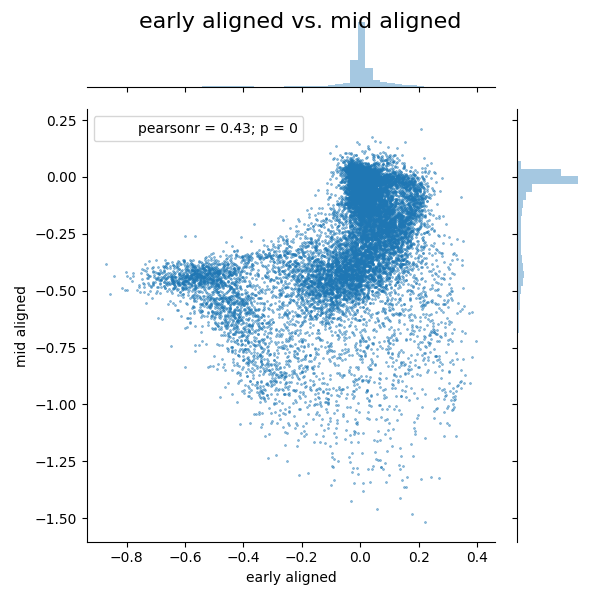 early aligned vs. mid aligned
pearsonr = 0.43; p = 0
0.25
0.00
−0.25
−0.50
−0.75
−1.00
−1.25
−1.50
mid aligned
−0.8 −0.6 −0.4 −0.2 0.0 0.2 0.4
early aligned